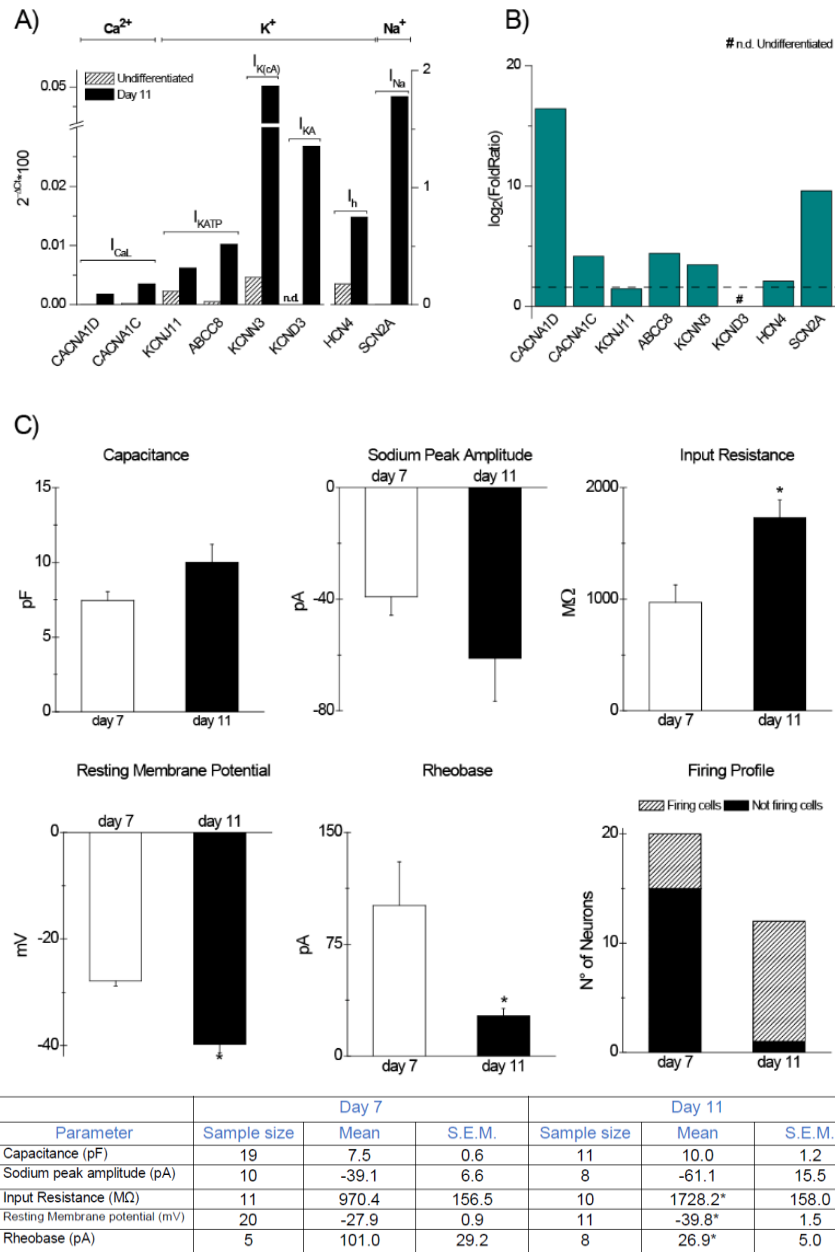 A)
Ca2+ K+ Na+
Undifferentiated
Day 11
IK(cA)
INa
IKA
IKATP
Ih
ICaL
n.d.
2-ΔCt*100
0.05
0.02
0.01
0.00
2
1
0
CACNA1D CACNA1C KCNJ11 ABCC8 KCNN3 KCND3 HCN4 SCN2A
B)
# n.d. Undifferentiated
log2(FoldRatio)
20
10
0
#
CACNA1D CACNA1C KCNJ11 ABCC8 KCNN3 KCND3 HCN4 SCN2A
C)
Capacitance
pF
15
10
5
0
day 7 day 11
Sodium Peak Amplitude
day 7 day 11
pA
0
-40
-80
Input Resistance
MΩ
2000
1000
0
*
day 7 day 11
Resting Membrane Potential
day 7 day 11
mV
0
-20
-40
*
Rheobase
pA
150
75
0
*
day 7 day 11
Firing Profile
Firing cells Not firing cells
N° of Neurons
20
10
0
day 7 day 11
Day 7 Day 11
Parameter Sample size Mean S.E.M. Sample size Mean S.E.M.
Capacitance (pF) 19 7.5 0.6 11 10.0 1.2
Sodium peak amplitude (pA) 10 -39.1 6.6 8 -61.1 15.5
Input Resistance (MΩ) 11 970.4 156.5 10 1728.2* 158.0
Resting Membrane potential (mV) 20 -27.9 0.9 11 -39.8* 1.5
Rheobase (pA) 5 101.0 29.2 8 26.9* 5.0